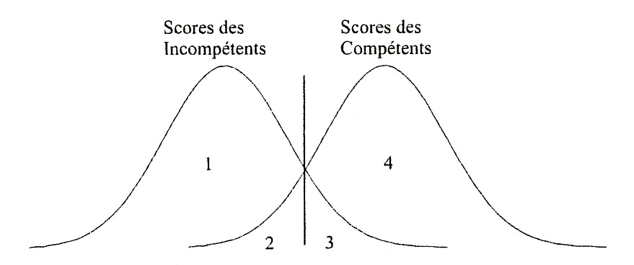 Scores des
Incompétents
Scores des
Compétents
1
4
2
3